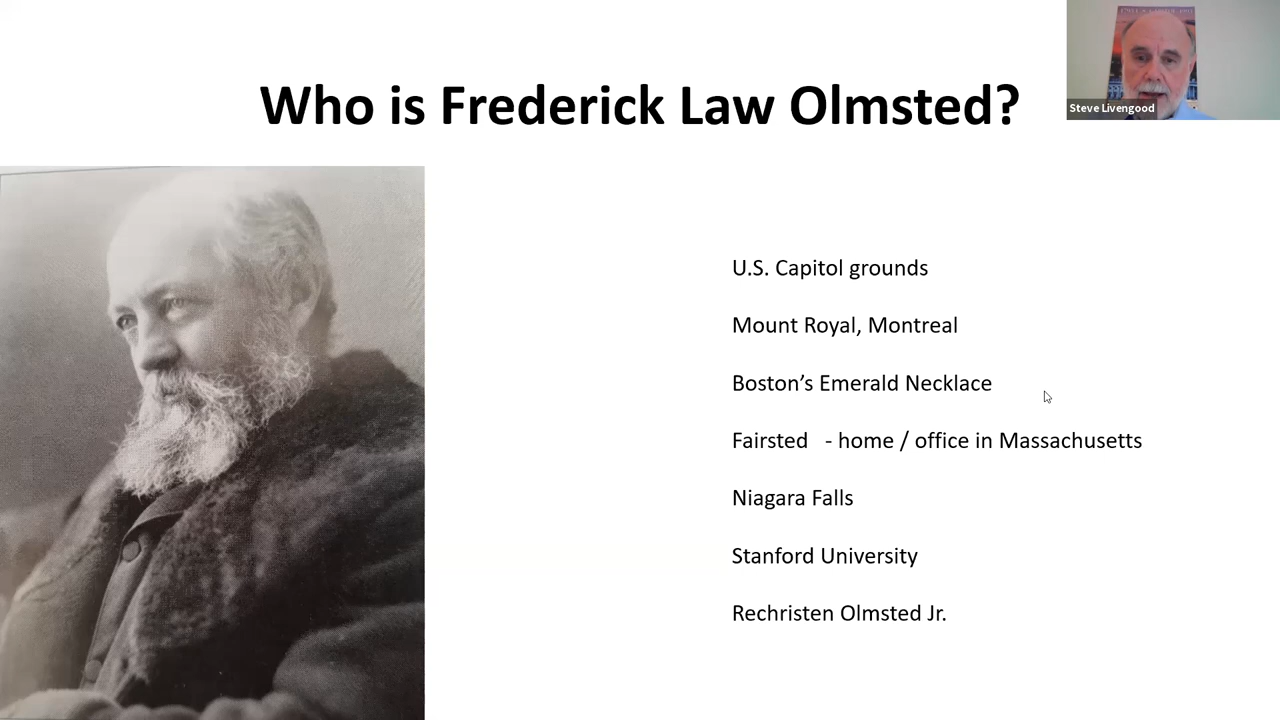 Who is Frederick Law Olmsted?
Steve Livengood
U.S. Capitol grounds
Mount Royal, Montreal
Boston’s Emerald Necklace
Fairsted   - home / office in Massachusetts
Niagara Falls
Stanford University
Rechristen Olmsted Jr.